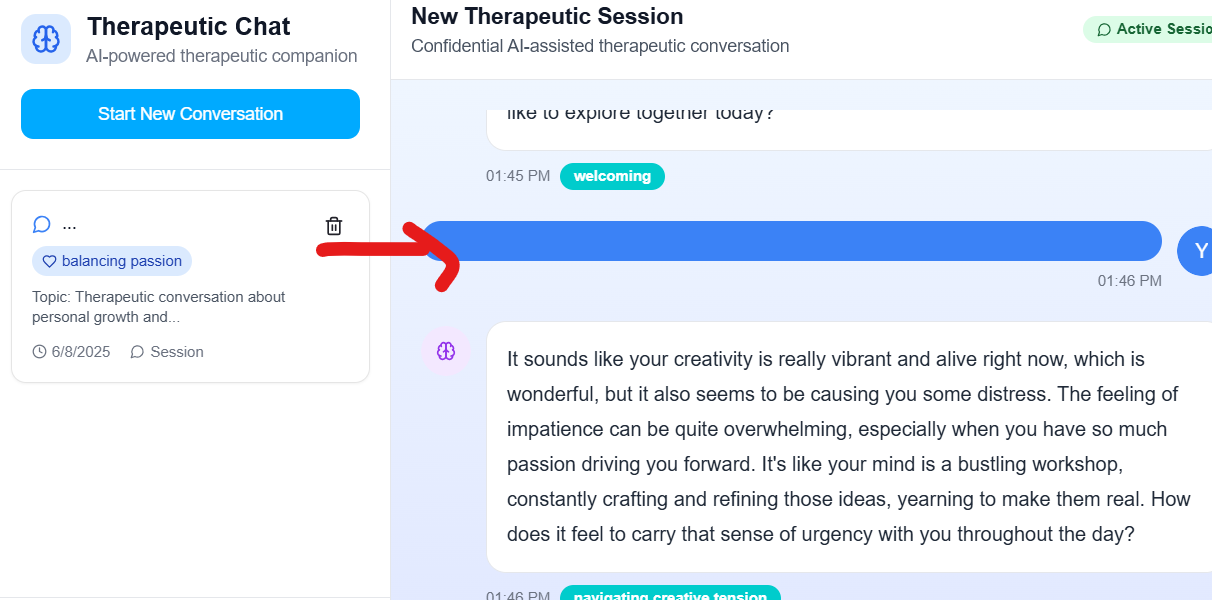 Therapeutic Chat
AI-powered therapeutic companion
Start New Conversation
...
balancing passion
Topic: Therapeutic conversation about
personal growth and...
6/8/2025 Session
New Therapeutic Session
Confidential AI-assisted therapeutic conversation
Active Sessio
like to explore together today?
01:45 PM welcoming
Y
01:46 PM
It sounds like your creativity is really vibrant and alive right now, which is
wonderful, but it also seems to be causing you some distress. The feeling of
impatience can be quite overwhelming, especially when you have so much
passion driving you forward. It's like your mind is a bustling workshop,
constantly crafting and refining those ideas, yearning to make them real. How
does it feel to carry that sense of urgency with you throughout the day?
01:46 PM navigating creative tension